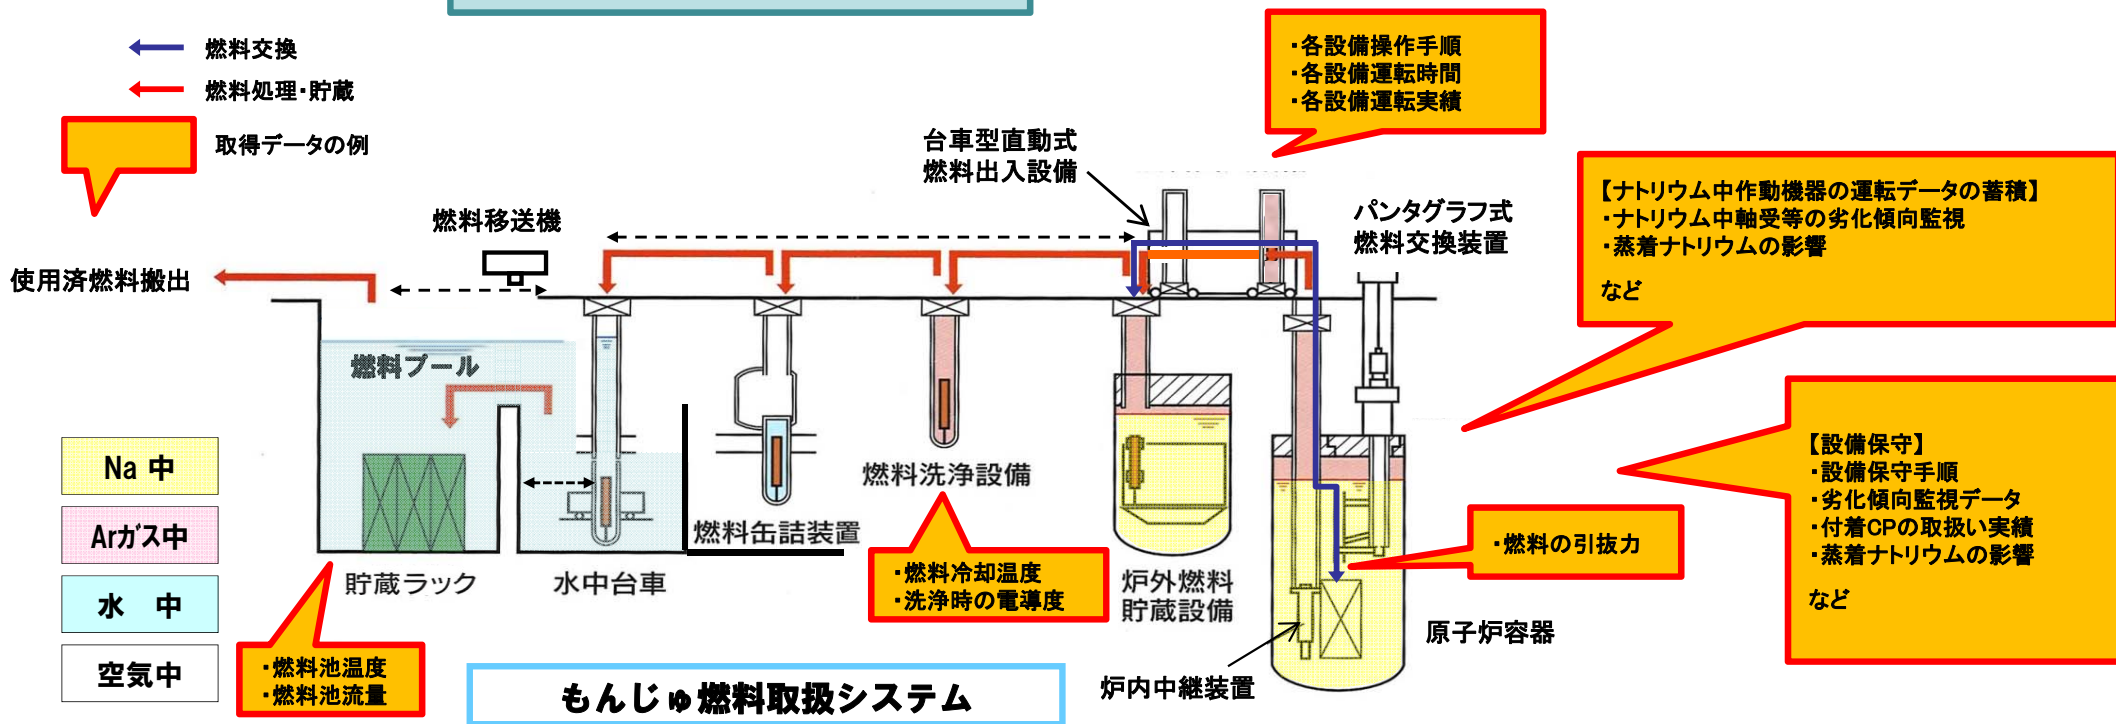 燃料交換
燃料処理・貯蔵
取得データの例
・各設備操作手順
・各設備運転時間
・各設備運転実績
台車型直動式
燃料出入設備
燃料移送機
パンタグラフ式
燃料交換装置
【ナトリウム中作動機器の運転データの蓄積】
・ナトリウム中軸受等の劣化傾向監視
・蒸着ナトリウムの影響
など
使用済燃料搬出
燃料プール
Na 中
Arガス中
水 中
空気中
燃料洗浄設備
燃料缶詰装置
貯蔵ラック
水中台車
・燃料冷却温度
・洗浄時の電導度
炉外燃料
貯蔵設備
・燃料の引抜力
【設備保守】
・設備保守手順
・劣化傾向監視データ
・付着CPの取扱い実績
・蒸着ナトリウムの影響
など
原子炉容器
炉内中継装置
・燃料池温度
・燃料池流量
もんじゅ燃料取扱システム